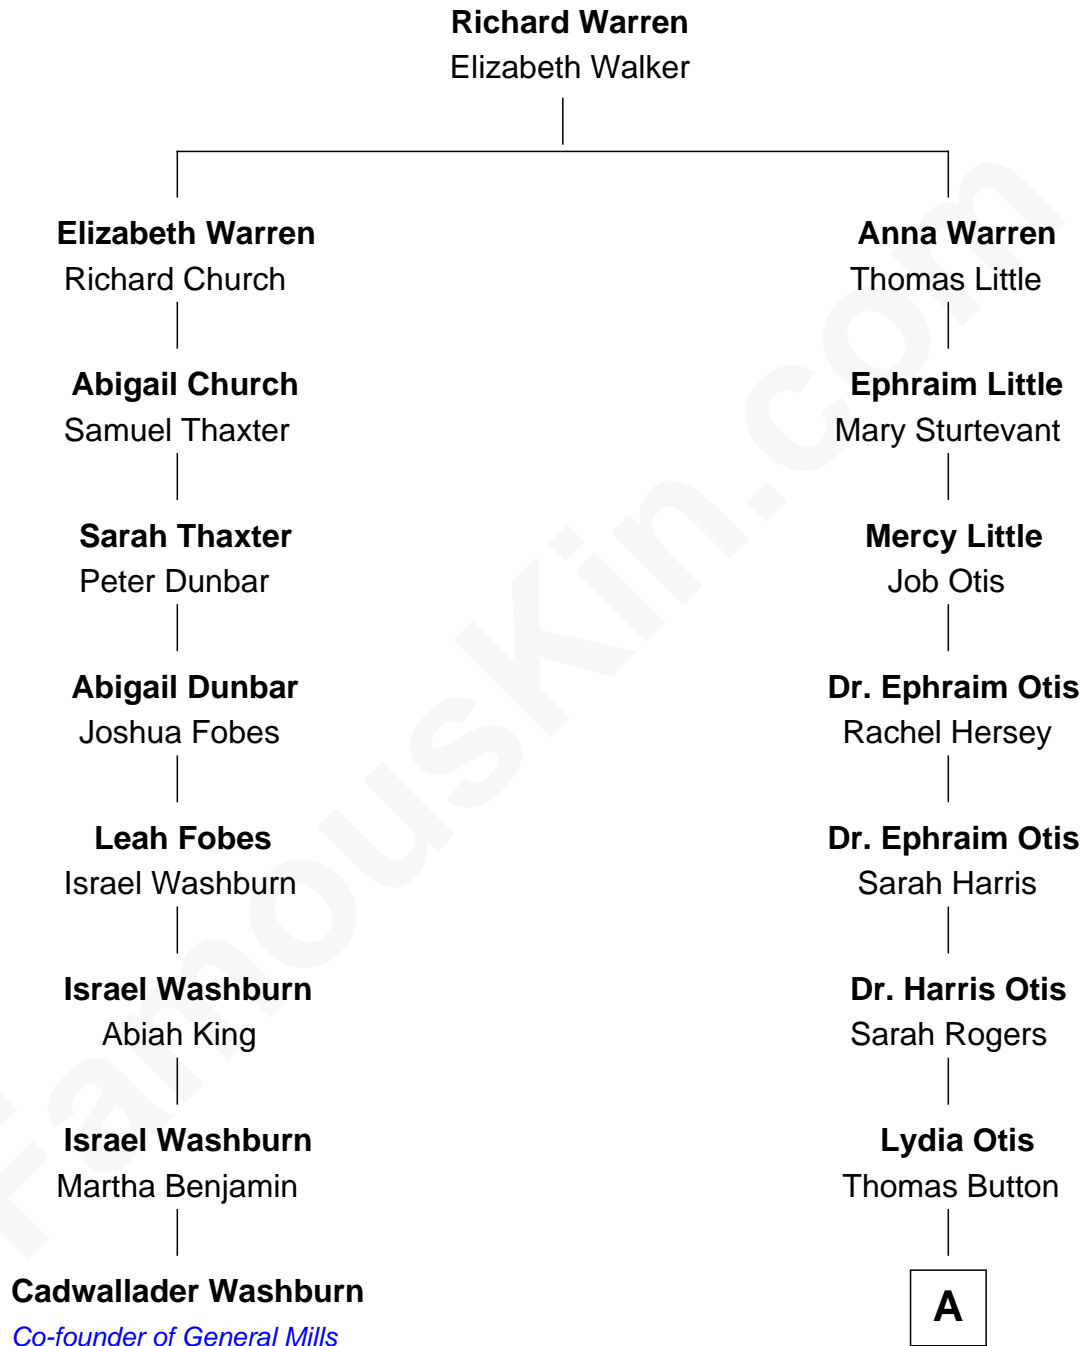 Richard Warren
Elizabeth Walker
Elizabeth Warren
Richard Church
Anna Warren
Thomas Little
Abigail Church
Samuel Thaxter
Ephraim Little
Mary Sturtevant
Sarah Thaxter
Peter Dunbar
Mercy Little
Job Otis
Abigail Dunbar
Joshua Fobes
Dr. Ephraim Otis
Rachel Hersey
Leah Fobes
Israel Washburn
Dr. Ephraim Otis
Sarah Harris
Israel Washburn
Abiah King
Dr. Harris Otis
Sarah Rogers
Israel Washburn
Martha Benjamin
Lydia Otis
Thomas Button
Cadwallader Washburn
Co-founder of General Mills
A
FamousKin.com